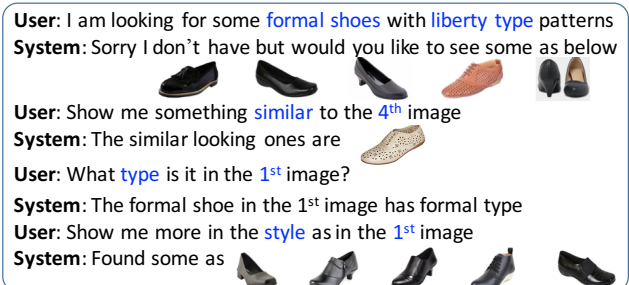 User: I am looking for some formal shoes with liberty type patterns
System: Sorry I don't have but would you like to see some as below
User: Show me something similar to the 4th image
System: The similar looking ones are
User: What type is it in the 1st image?
System: The formal shoe in the 1st image has formal type
User: Show me more in the style as in the 1st image
System: Found some as